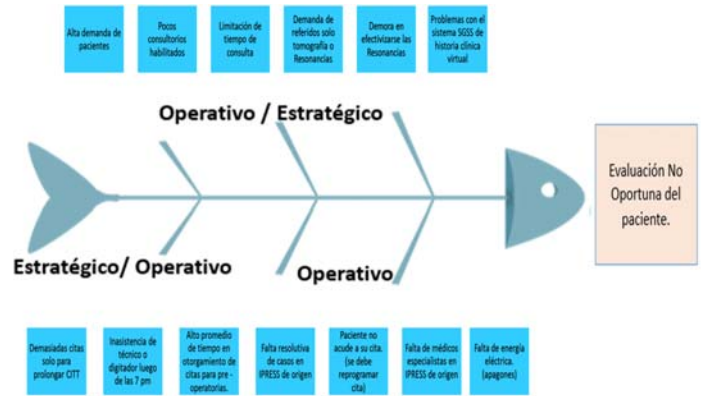 Alta demanda de
pacientes
Pocos
consultorios
habilitados
Limitación de
tiempo de
consulta
Demanda de
referidos solo
tomografía o
Resonancias
Demora en
efectivizarse las
Resonancias
Problemas con el
sistema SGSS de
historia clínica
virtual
Operativo / Estratégico
Evaluación No
Oportuna del
paciente.
Estratégico/ Operativo
Operativo
Demasiadas citas
solo para
prolongar CITT
Inasistencia de
técnico o
digitador luego
de las 7 pm
Alto promedio
de tiempo en
otorgamiento de
citas para pre -
operatorias.
Falta resolutiva
de casos en
IPRESS de origen
Paciente no
acude a su cita.
(se debe
reprogramar
cita)
Falta de médicos
especialistas en
IPRESS de origen
Falta de energía
eléctrica.
(apagones)